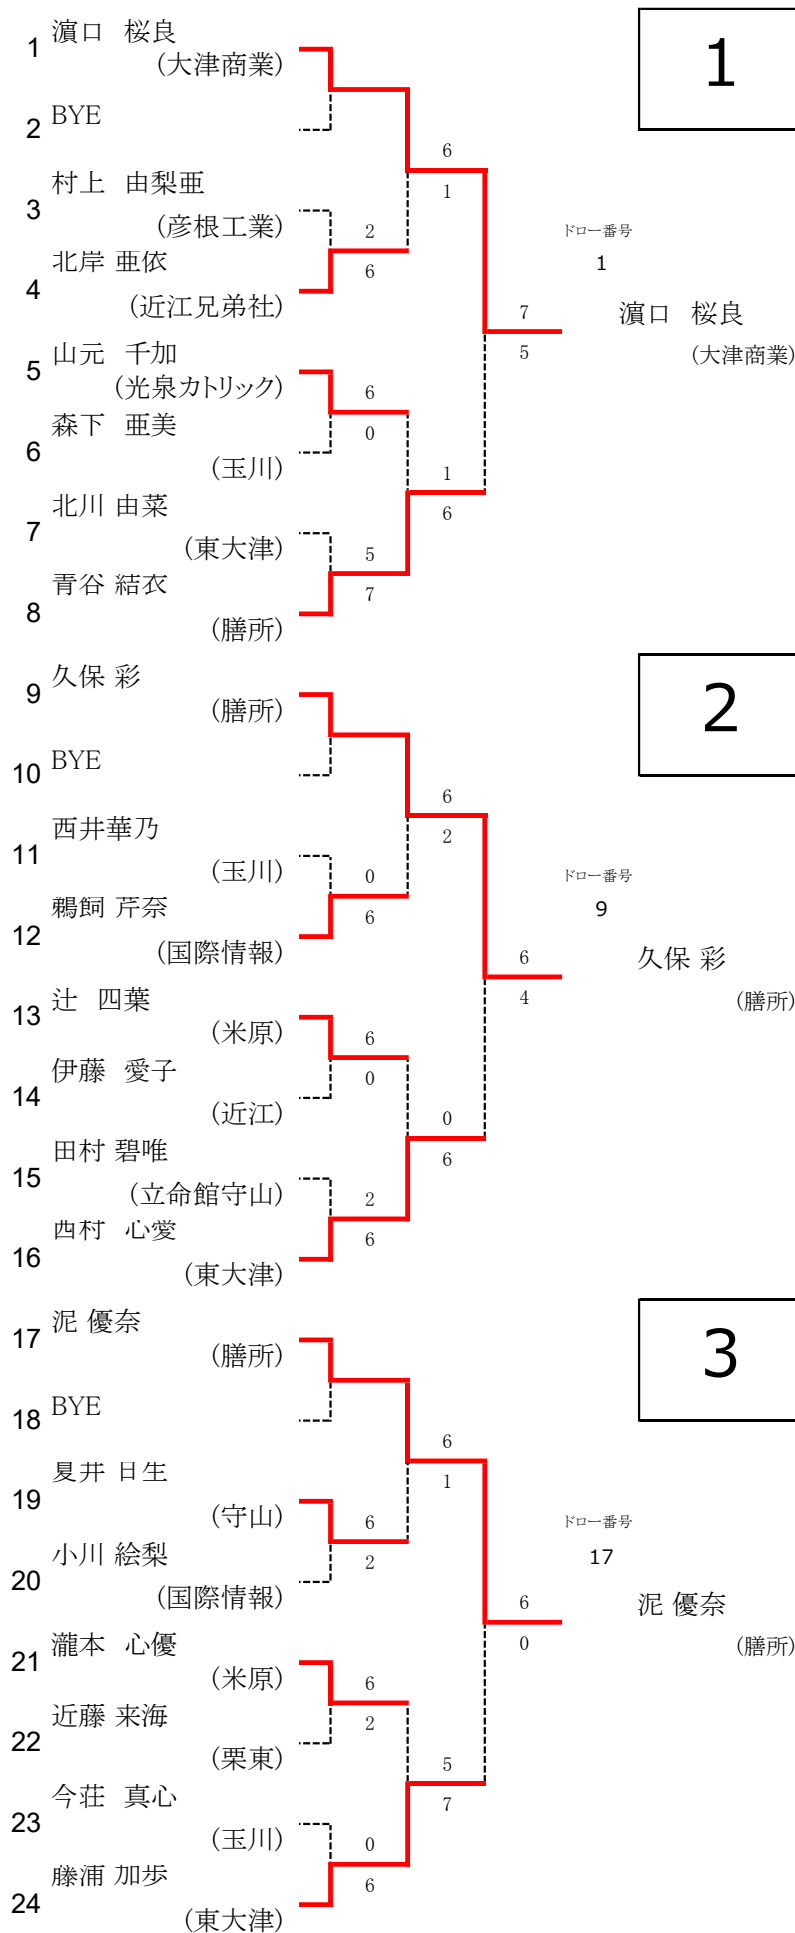 1 濵口 桜良
(大津商業)
2 BYE
3 村上 由梨亜
(彦根工業)
4 北岸 亜依
(近江兄弟社)
5 山元 千加
(光泉カトリック)
6 森下 亜美
(玉川)
7 北川 由菜
(東大津)
8 青谷 結衣
(膳所)
2
6
6
0
5
7
6
1
1
6
7
5
1
ドロー番号
1
濵口 桜良
(大津商業)
9 久保 彩
(膳所)
10 BYE
11 西井華乃
(玉川)
12 鵜飼 芹奈
(国際情報)
13 辻 四葉
(米原)
14 伊藤 愛子
(近江)
15 田村 碧唯
(立命館守山)
16 西村 心愛
(東大津)
0
6
6
0
2
6
6
2
0
6
6
4
2
ドロー番号
9
久保 彩
(膳所)
17 泥 優奈
(膳所)
18 BYE
19 夏井 日生
(守山)
20 小川 絵梨
(国際情報)
21 瀧本 心優
(米原)
22 近藤 来海
(栗東)
23 今荘 真心
(玉川)
24 藤浦 加歩
(東大津)
6
2
6
2
0
6
6
1
5
7
6
0
3
ドロー番号
17
泥 優奈
(膳所)